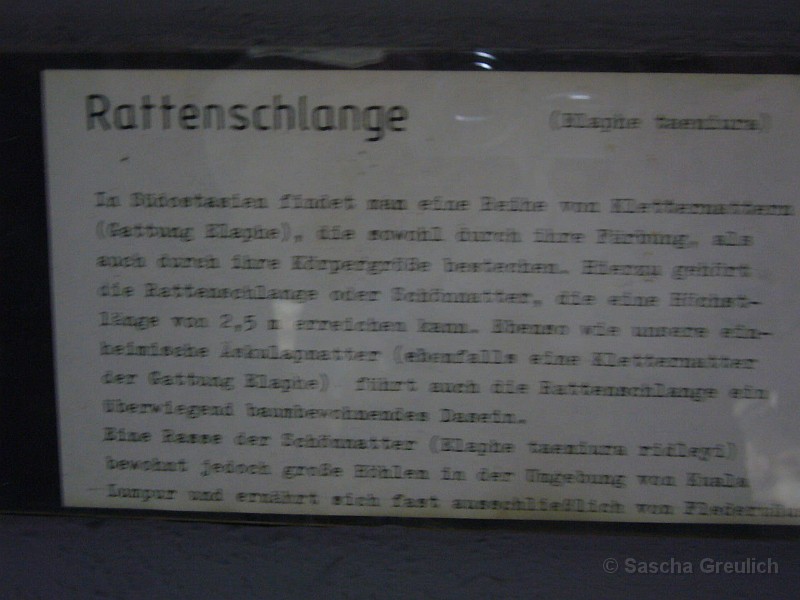 Rattenschlange (Elaphe taeniura)
In Südostasien findet man eine Reihe von Kletternattern
(Gattung Elaphe), die sowohl durch ihre Färbung, als
auch durch ihre Körpergröße bestechen. Hierzu gehört
die Rattenschlange oder Schönnatter, die eine Höchst-
länge von 2,5 m erreichen kann. Ebenso wie unsere ein-
heimische Äskulapnatter (ebenfalls eine Kletternatter
der Gattung Elaphe) führt auch die Rattenschlange ein
überwiegend baumbewohnendes Dasein.
Eine Rasse der Schönnatter (Elaphe taeniura ridleyi)
bewohnt jedoch große Höhlen in der Umgebung von Kuala
Lumpur und ernährt sich fast ausschließlich von
© Sascha Greulich